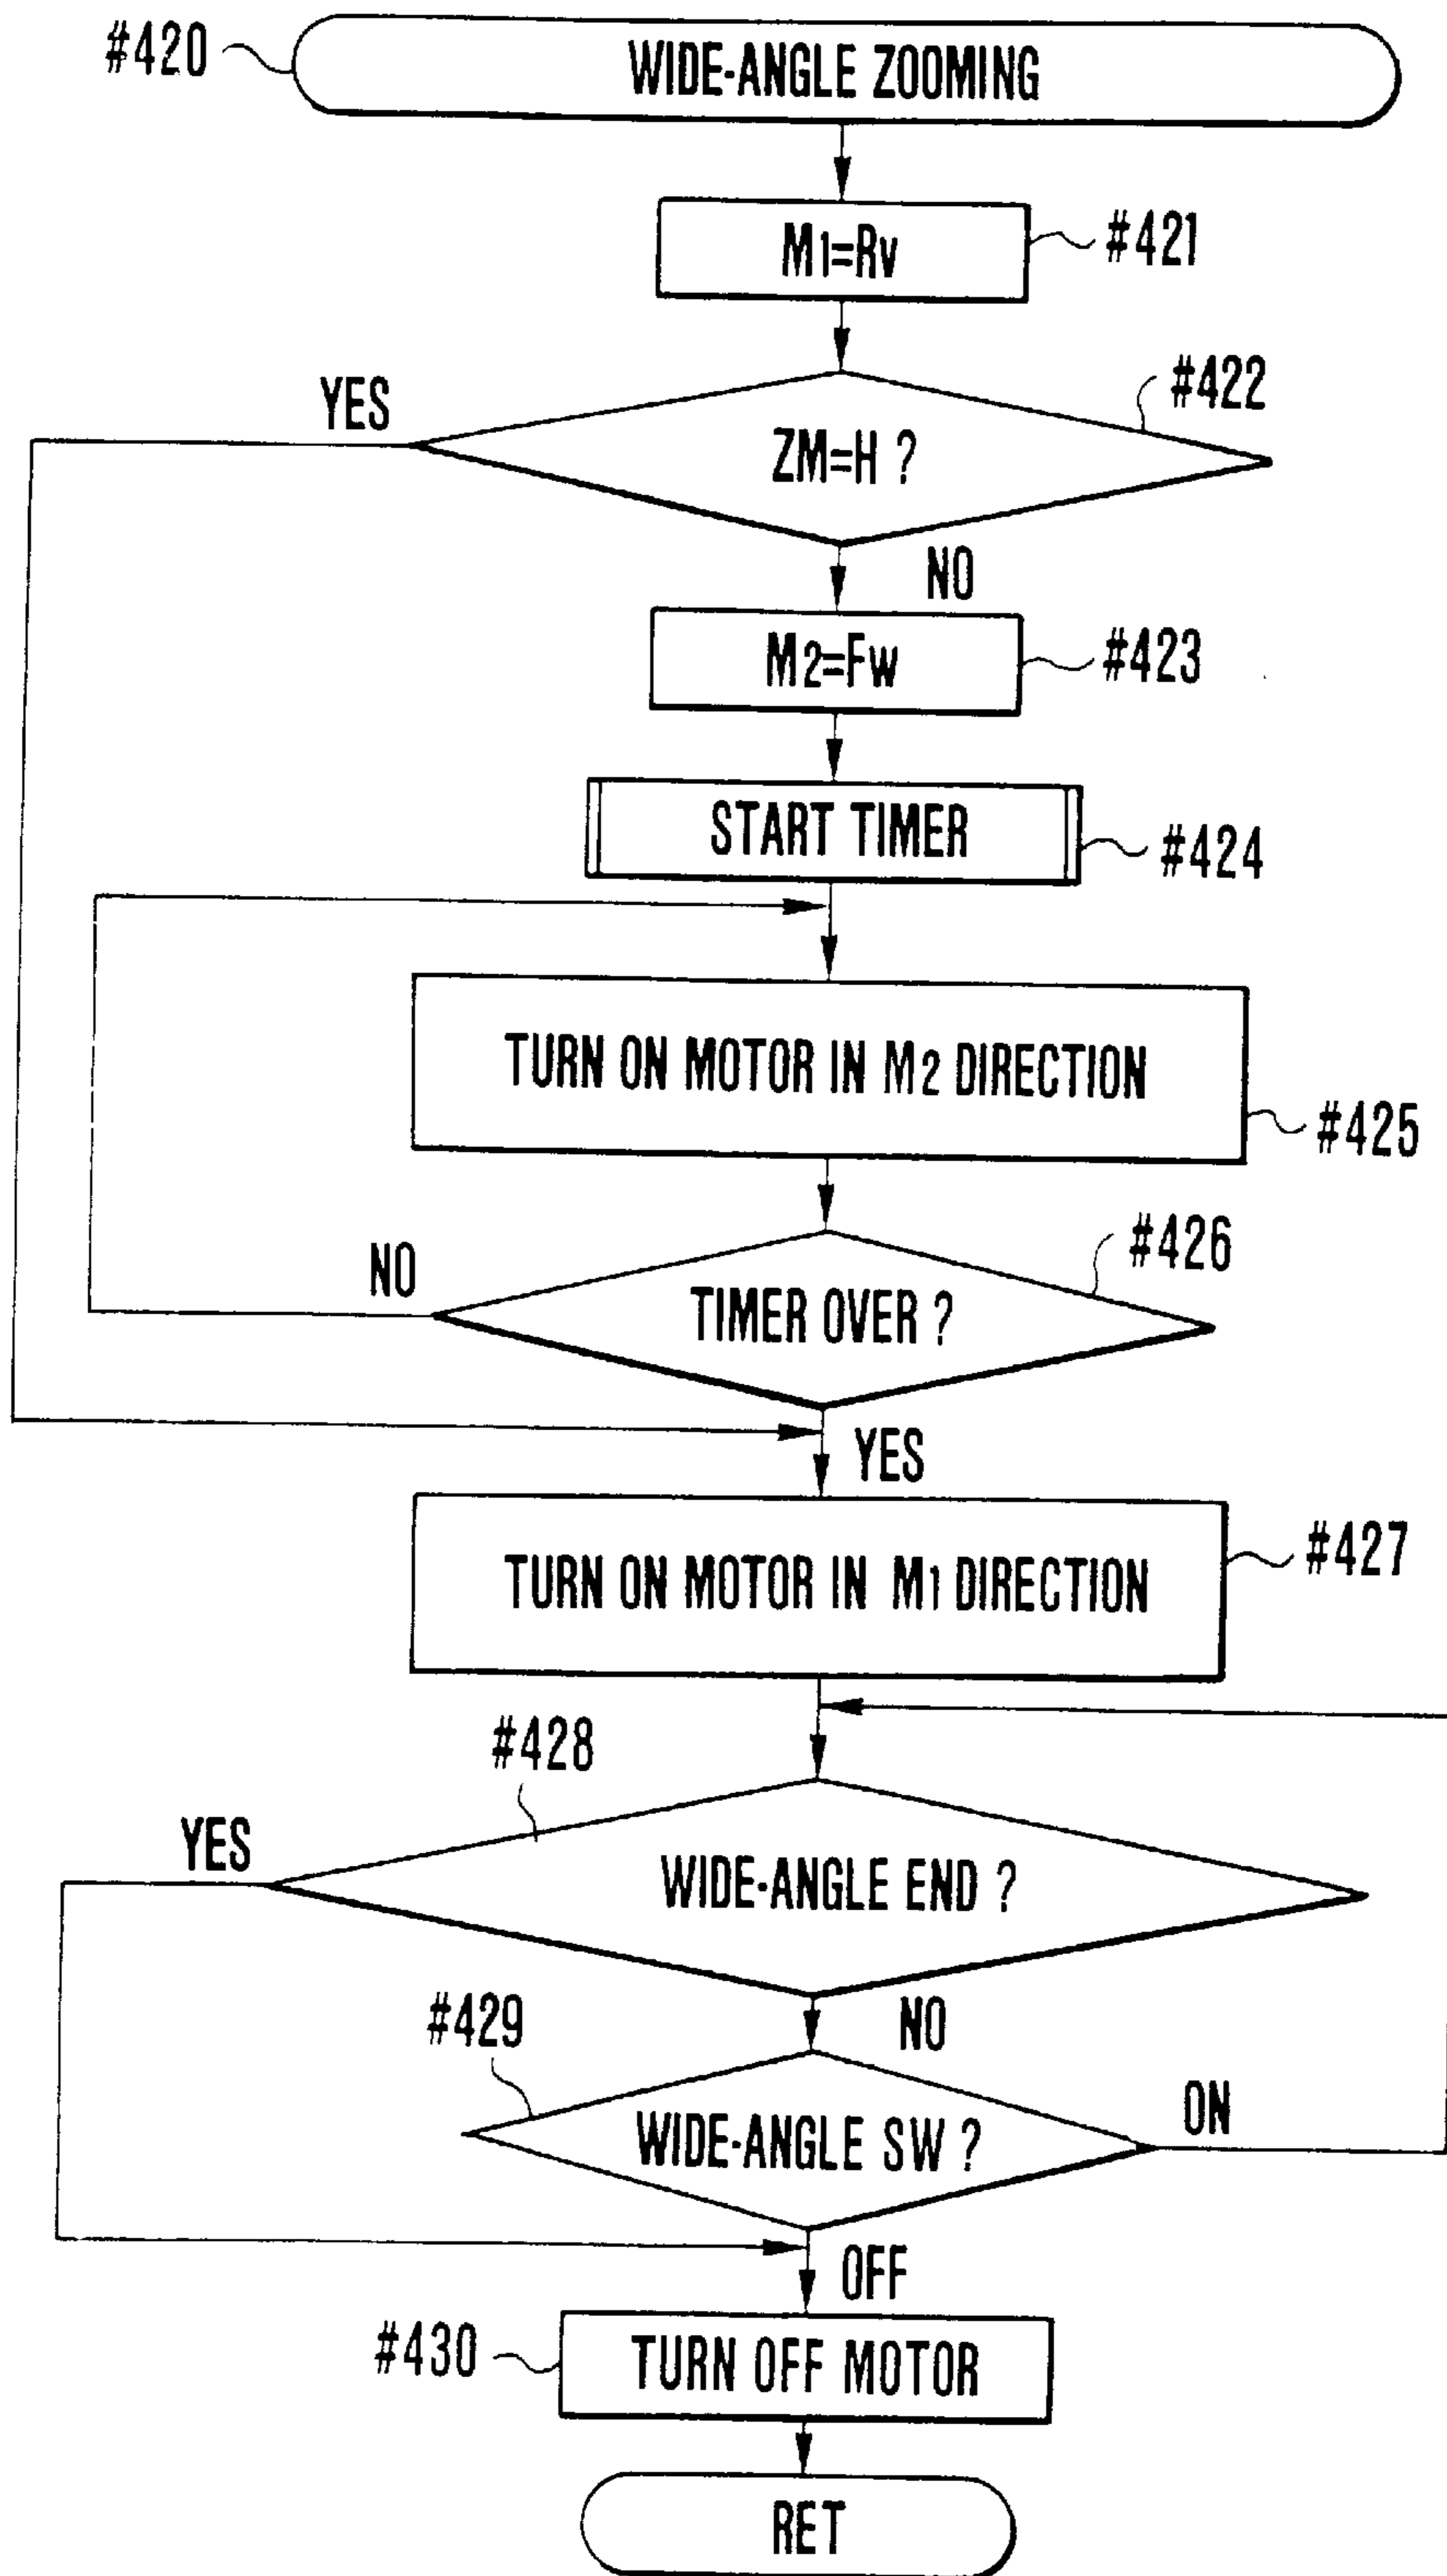 #420
WIDE-ANGLE ZOOMING
M1=Rv
#421
#422
YES
ZM=H ?
NO
M2=Fw
#423
START TIMER
#424
TURN ON MOTOR IN M2 DIRECTION
#425
#426
NO
TIMER OVER ?
YES
TURN ON MOTOR IN M1 DIRECTION
#427
#428
YES
WIDE-ANGLE END ?
NO
#429
ON
WIDE-ANGLE SW ?
OFF
#430
TURN OFF MOTOR
RET